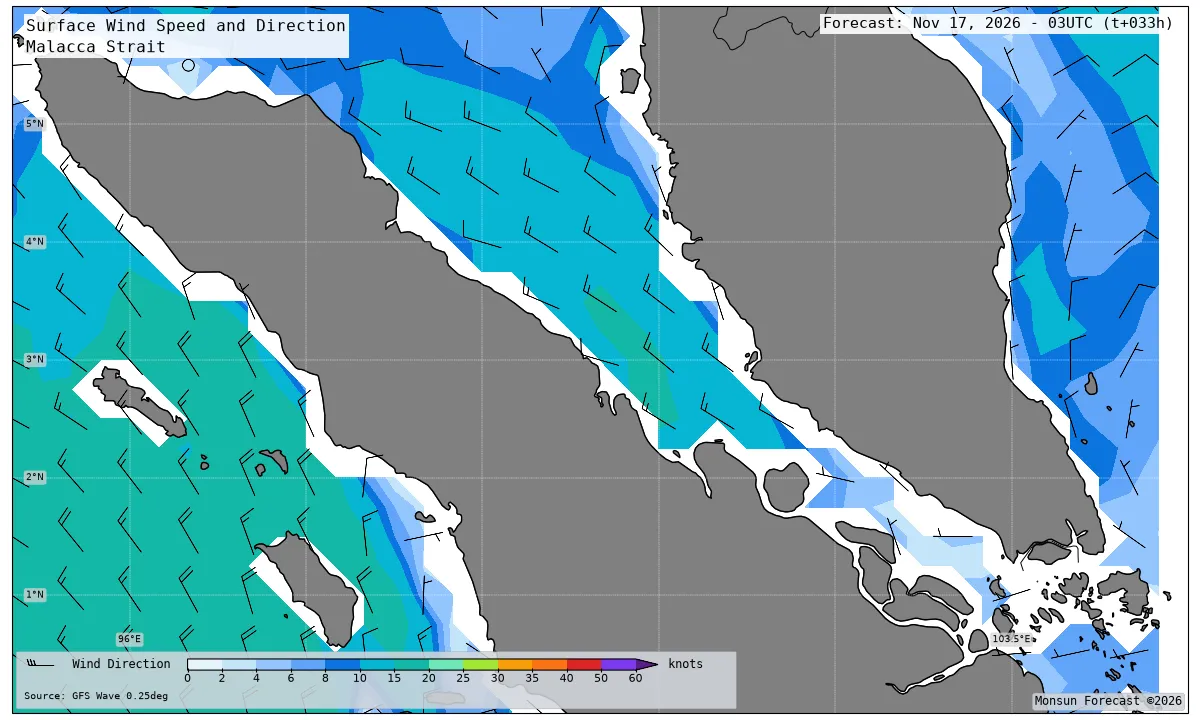 Surface Wind Speed and Direction
Malacca Strait
Forecast: Nov 17, 2026 - 03UTC (t+033h)
5°N
4°N
3°N
2°N
1°N
96°E
103.5°E
Wind Direction
0 2 4 6 8 10 15 20 25 30 35 40 50 60
knots
Source: GFS Wave 0.25deg
Monsun Forecast ©2026